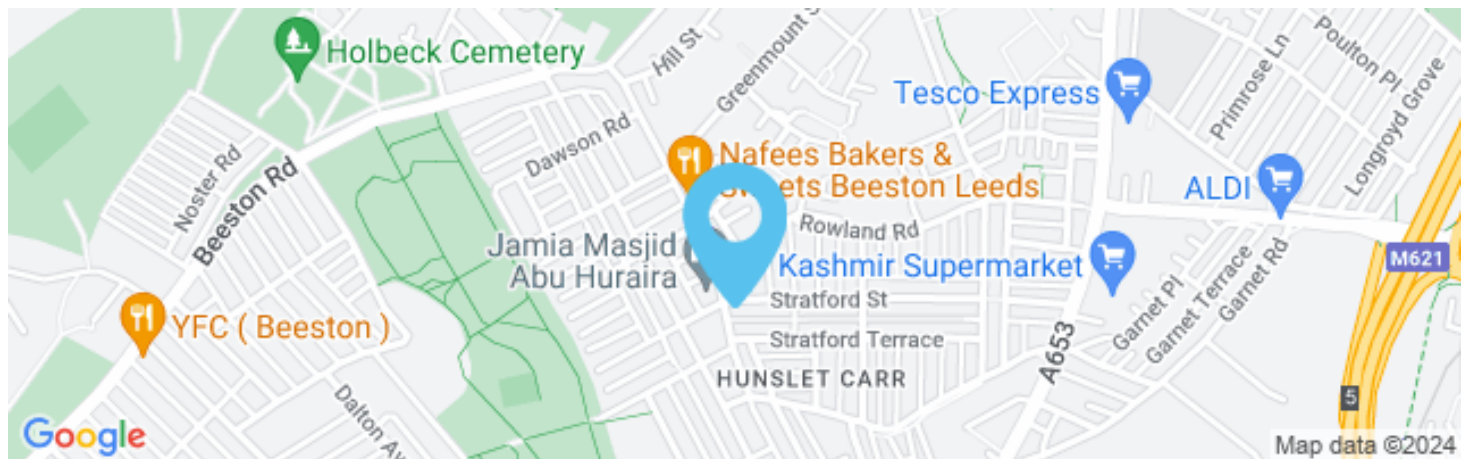 Holbeck Cemetery
Hill St
Greenmount S
Poulton Pl
Primrose Ln
Longroyd Grove
Tesco Express
Dawson Rd
Nafees Bakers &
ets Beeston Leeds
Noster Rd
Beeston Rd
ALDI
Rowland Rd
Jamia Masjid
Abu Huraira
Kashmir Supermarket
M621
Garnet Pl
Garnet Terrace
Garnet Rd
Stratford St
YFC ( Beeston )
Stratford Terrace
A653
HUNSLET CARR
Dalton Av
5
Google
Map data ©2024